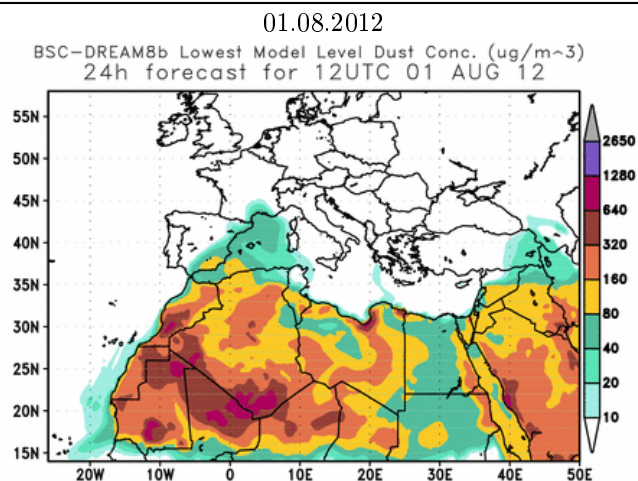 01.08.2012
BSC-DREAM8b Lowest Model Level Dust Conc. (ug/m^3)
24h forecast for 12UTC 01 AUG 12
55N
50N
45N
40N
35N
30N
25N
20N
15N
20W 10W 0 10E 20E 30E 40E 50E
2650
1280
640
320
160
80
40
20
10